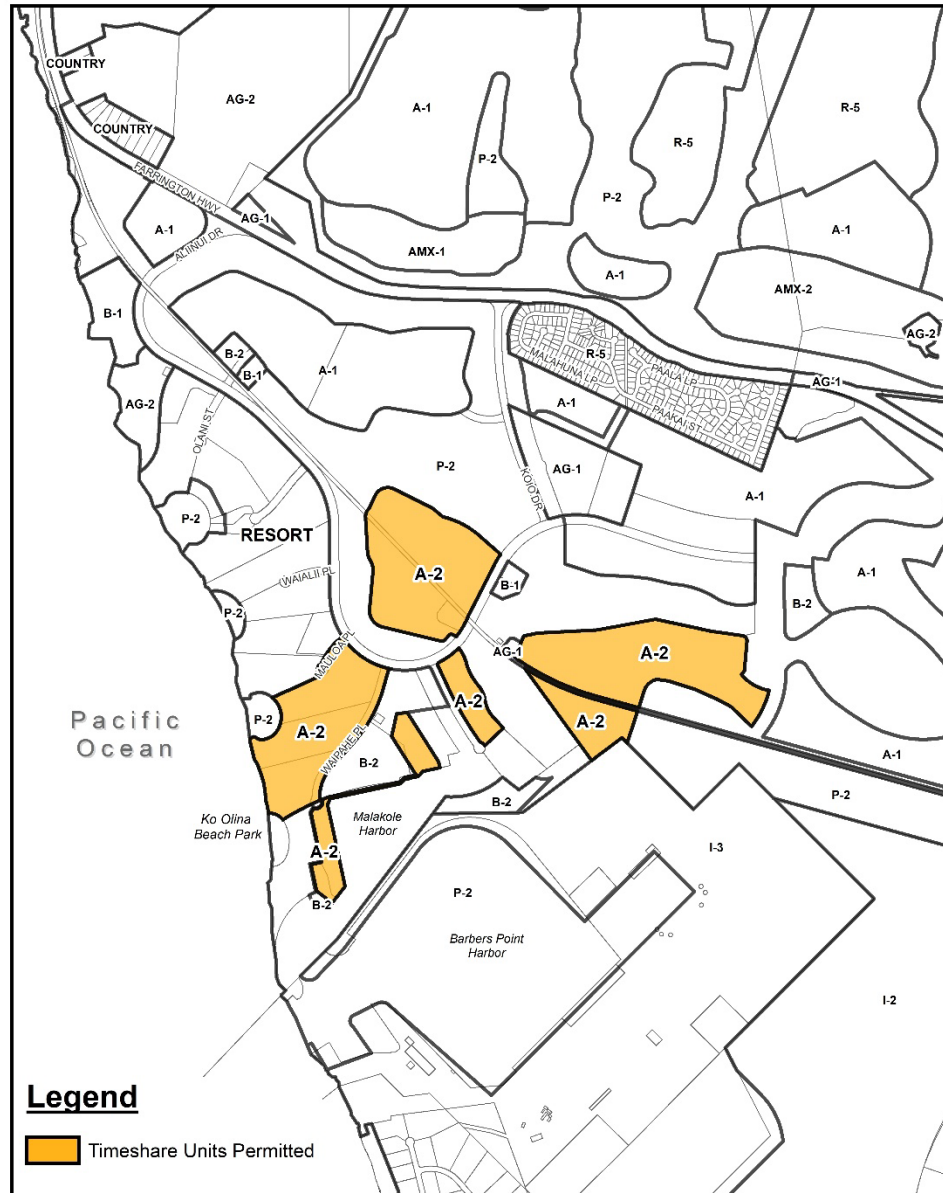 COUNTRY
AG-2
A-1
R-5
R-5
COUNTRY
P-2
FARRINGTON HWY
P-2
AG-1
A-1
ALIINUI DR
A-1
AMX-1
A-1
AMX-2
B-1
AG-2
B-2
B-1
A-1
R-5
MALAHUNA LP
PAALA LP
PAAKAI ST
AG-1
AG-2
A-1
OLANI ST
P-2
AG-1
KOIO DR
A-1
P-2
RESORT
A-2
WAIALII PL
B-1
A-1
B-2
P-2
MAULOA PL
AG-1
A-2
P-2
A-2
A-2
A-2
Pacific
Ocean
WAIPAHE PL
B-2
A-1
P-2
B-2
Ko Olina
Beach Park
Malakole
Harbor
A-2
I-3
B-2
P-2
Barbers Point
Harbor
I-2
Legend
Timeshare Units Permitted